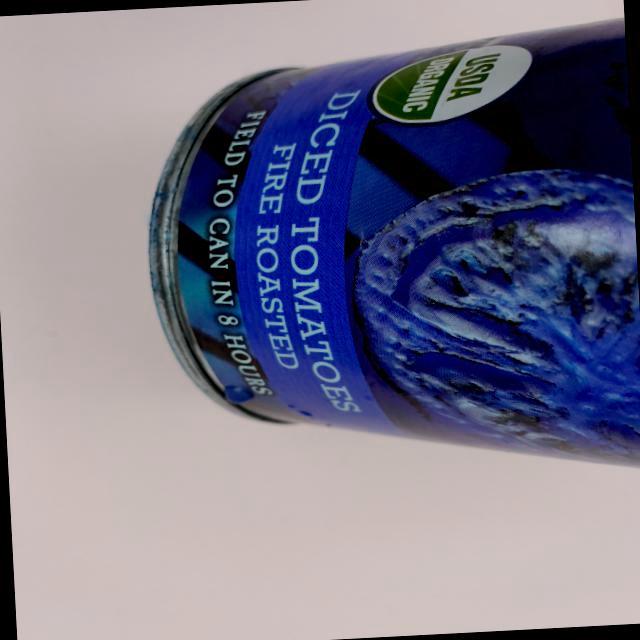 USDA
ORGANIC
DICED TOMATOES
FIRE ROASTED
FIELD TO CAN IN 8 HOURS